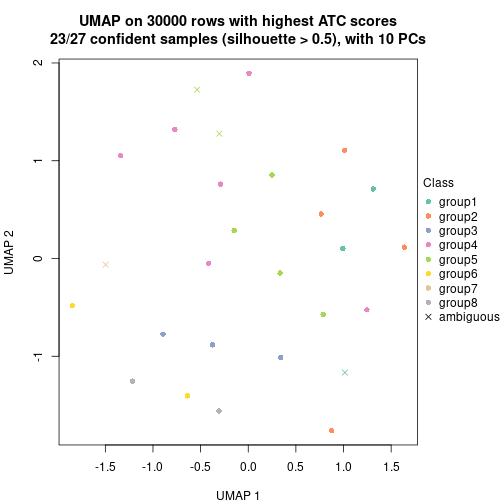 UMAP on 30000 rows with highest ATC scores
23/27 confident samples (silhouette > 0.5), with 10 PCs
2
1
0
-1
UMAP 2
-1.5
-1.0
-0.5
0.0
0.5
1.0
1.5
UMAP 1
Class
group1
group2
group3
group4
group5
group6
group7
group8
ambiguous